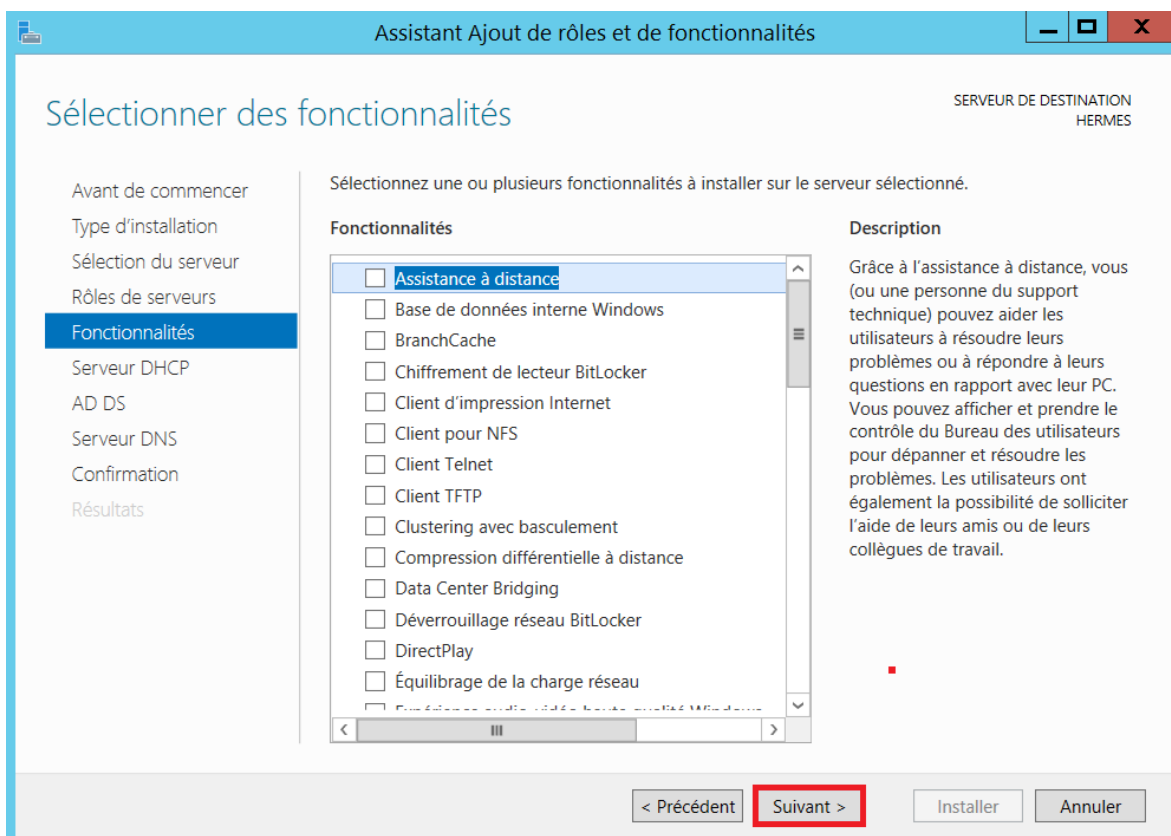 Assistant Ajout de rôles et de fonctionnalités
Sélectionner des fonctionnalités
SERVEUR DE DESTINATION
HERMES
Avant de commencer
Type d'installation
Sélection du serveur
Rôles de serveurs
Fonctionnalités
Serveur DHCP
AD DS
Serveur DNS
Confirmation
Résultats
Sélectionnez une ou plusieurs fonctionnalités à installer sur le serveur sélectionné.
Fonctionnalités
Assistance à distance
Base de données interne Windows
BranchCache
Chiffrement de lecteur BitLocker
Client d'impression Internet
Client pour NFS
Client Telnet
Client TFTP
Clustering avec basculement
Compression différentielle à distance
Data Center Bridging
Déverrouillage réseau BitLocker
DirectPlay
Équilibrage de la charge réseau
Expérience audio-vidéo haute qualité Windows
Description
Grâce à l'assistance à distance, vous
(ou une personne du support
technique) pouvez aider les
utilisateurs à résoudre leurs
problèmes ou à répondre à leurs
questions en rapport avec leur PC.
Vous pouvez afficher et prendre le
contrôle du Bureau des utilisateurs
pour dépanner et résoudre les
problèmes. Les utilisateurs ont
également la possibilité de solliciter
l'aide de leurs amis ou de leurs
collègues de travail.
< Précédent
Suivant >
Installer
Annuler